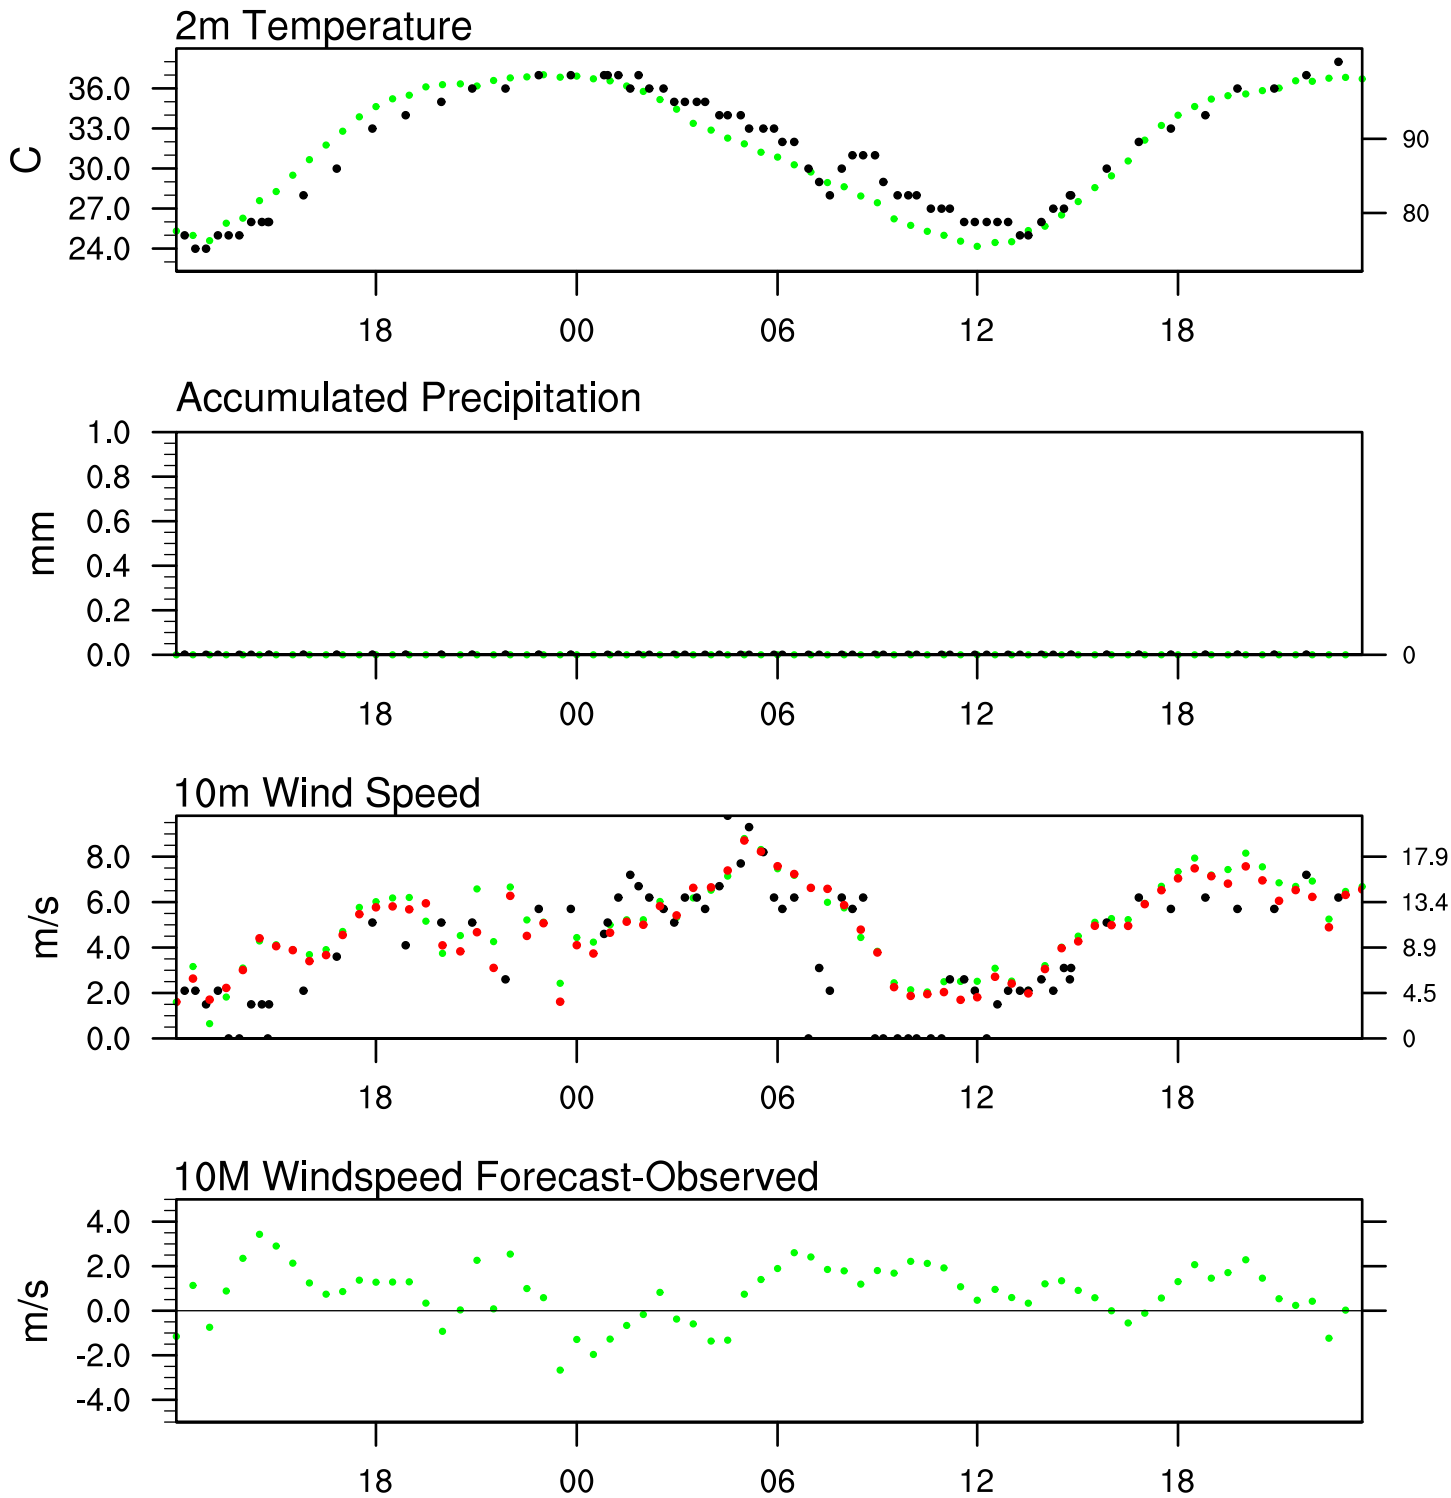 2m Temperature
36.0
33.0
30.0
27.0
24.0
C
90
80
18 00 06 12 18
Accumulated Precipitation
1.0
0.8
0.6
0.4
0.2
0.0
mm
0
18 00 06 12 18
10m Wind Speed
8.0
6.0
4.0
2.0
0.0
m/s
17.9
13.4
8.9
4.5
0
18 00 06 12 18
10M Windspeed Forecast-Observed
4.0
2.0
0.0
-2.0
-4.0
m/s
18 00 06 12 18